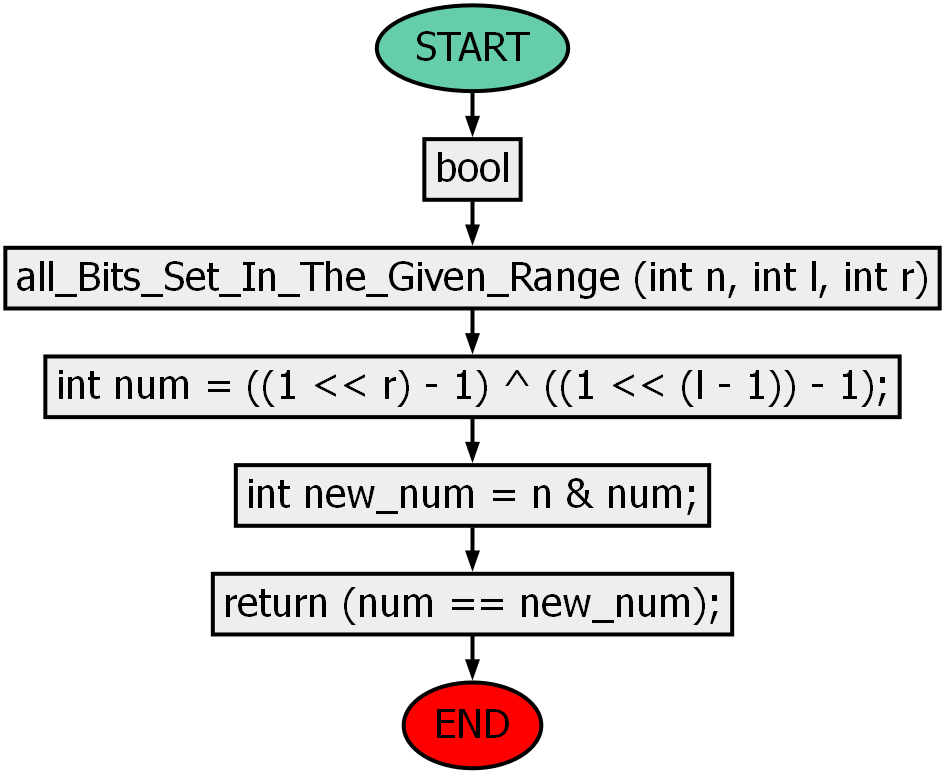 START
bool
all_Bits_Set_In_The_Given_Range (int n, int l, int r)
int num = ((1 << r) - 1) ^ ((1 << (l - 1)) - 1);
int new_num = n & num;
return (num == new_num);
END